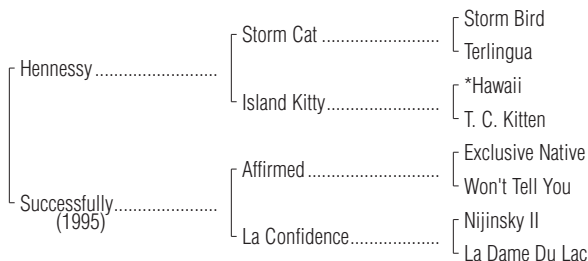 Storm Bird
Storm Cat ........................
Terlingua
Hennessy .........................
*Hawaii
Island Kitty .......................
T. C. Kitten
Exclusive Native
Affirmed ...........................
Won't Tell You
Successfully .....................
(1995)
Nijinsky II
La Confidence ..................
La Dame Du Lac